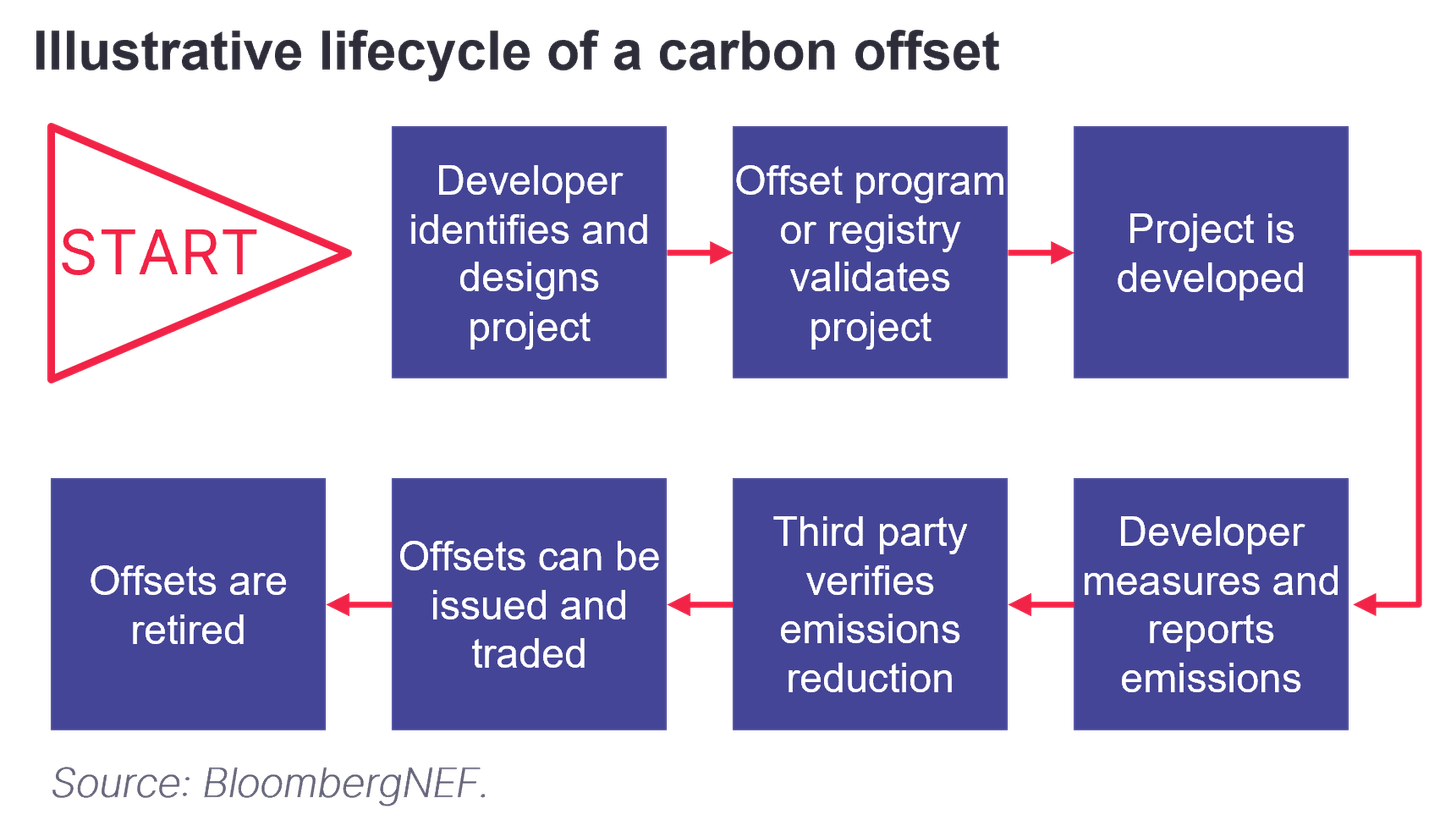 Illustrative lifecycle of a carbon offset
START
Developer
identifies and
designs
project
Offset program
or registry
validates
project
Project is
developed
Developer
measures and
reports
emissions
Third party
verifies
emissions
reduction
Offsets can be
issued and
traded
Offsets are
retired
Source: BloombergNEF.